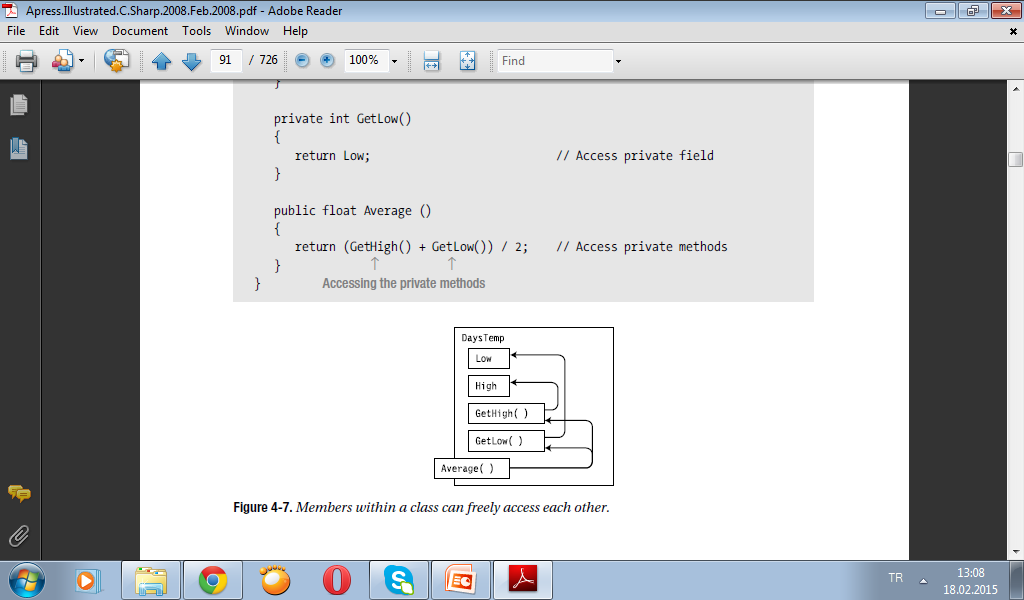 Apress.Illustrated.C.Sharp.2008.Feb.2008.pdf - Adobe Reader
File Edit View Document Tools Window Help
91 / 726 100% Find
}
private int GetLow()
{
return Low; // Access private field
}
public float Average ()
{
return (GetHigh() + GetLow()) / 2; // Access private methods
}
} Accessing the private methods
DaysTemp
Low
High
GetHigh( )
GetLow( )
Average( )
Figure 4-7. Members within a class can freely access each other.
TR 13:08
18.02.2015